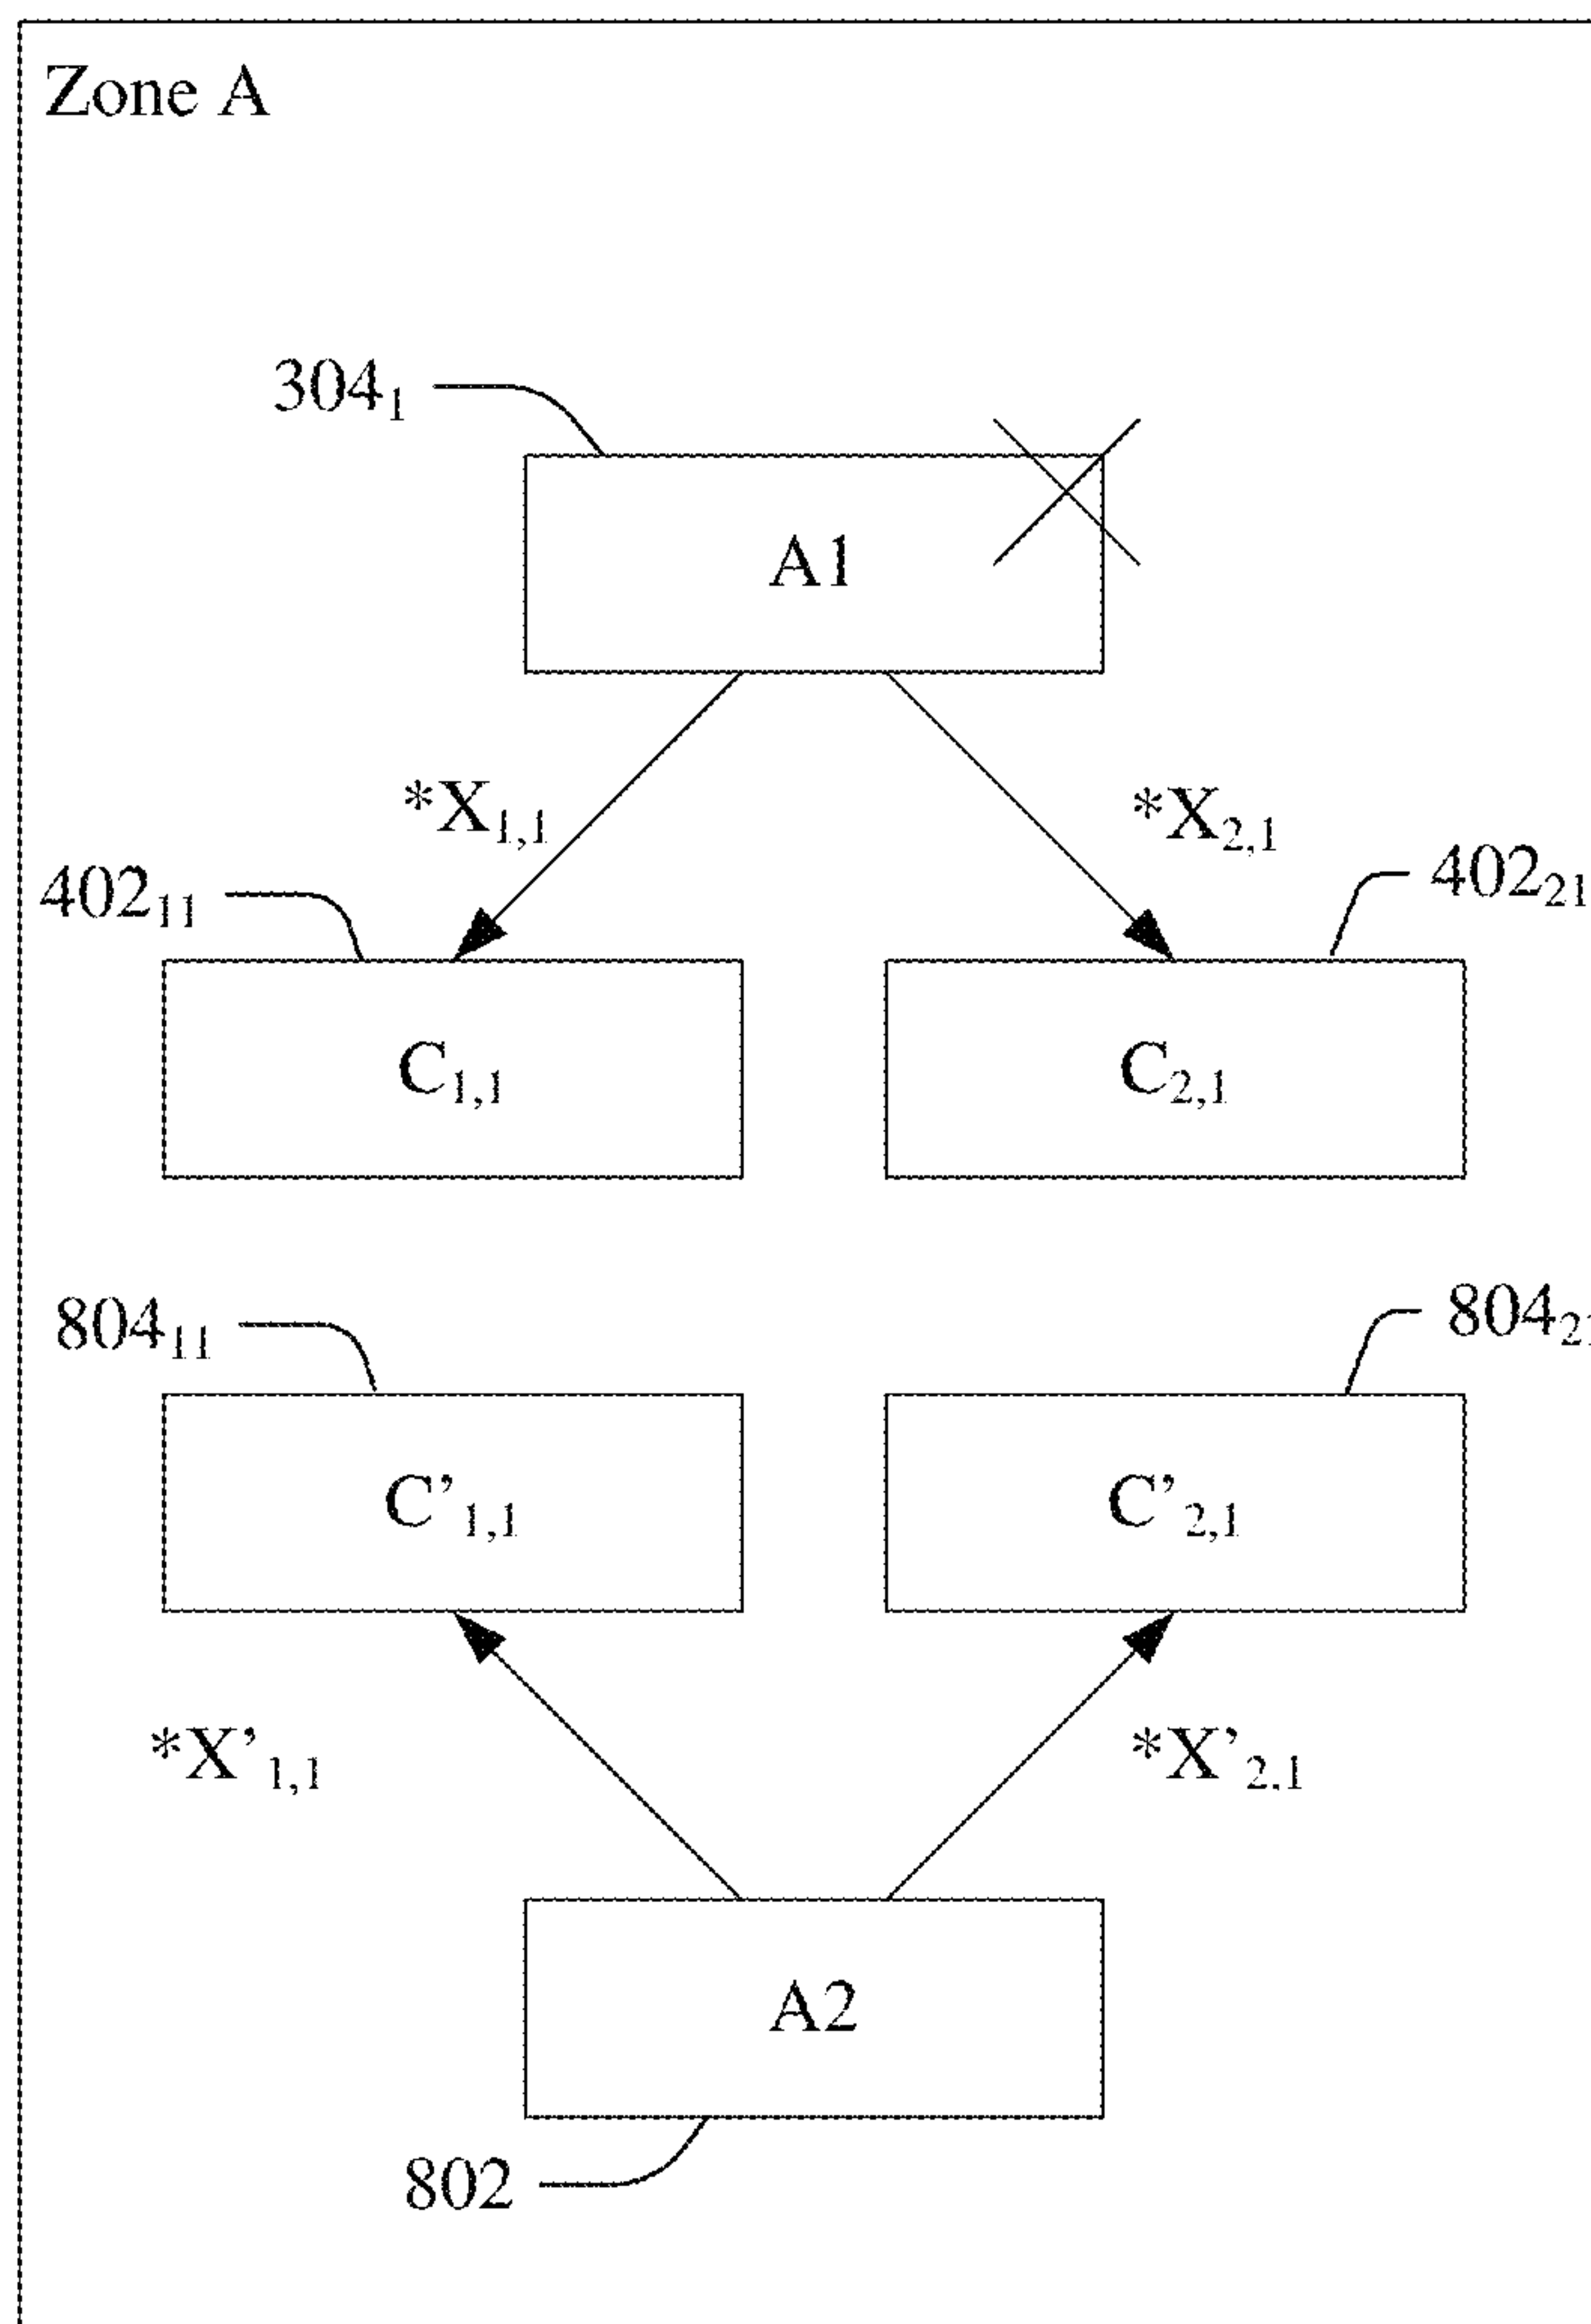 Zone A
304₁
A1
*X₁,₁
*X₂,₁
402₁₁
402₂₁
C₁,₁
C₂,₁
804₁₁
804₂
C’₁,₁
C’₂,₁
*X’₁,₁
*X’₂,₁
A2
802